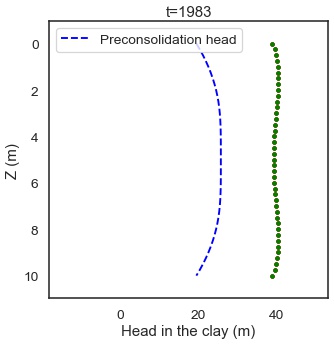 t=1983
Preconsolidation head
0
2
4
6
8
10
Z (m)
0 20 40
Head in the clay (m)